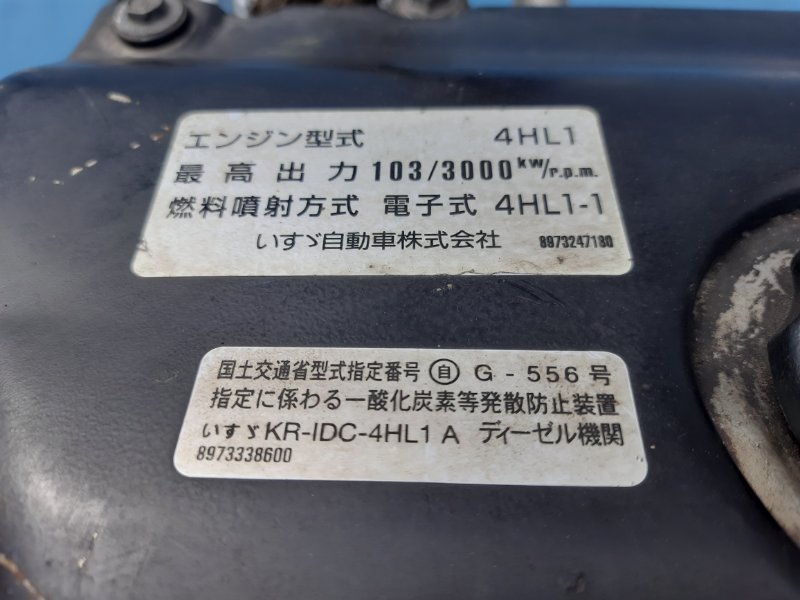 エンジン型式 4HL1
最高出力 103/3000kW/r.p.m.
燃料噴射方式 電子式 4HL1-1
いすゞ自動車株式会社 8973247180
国土交通省型式指定番号 ㊀自 G-556号
指定に係わる一酸化炭素等発散防止装置
いすゞKR-IDC-4HL1A ディーゼル機関
8973338600